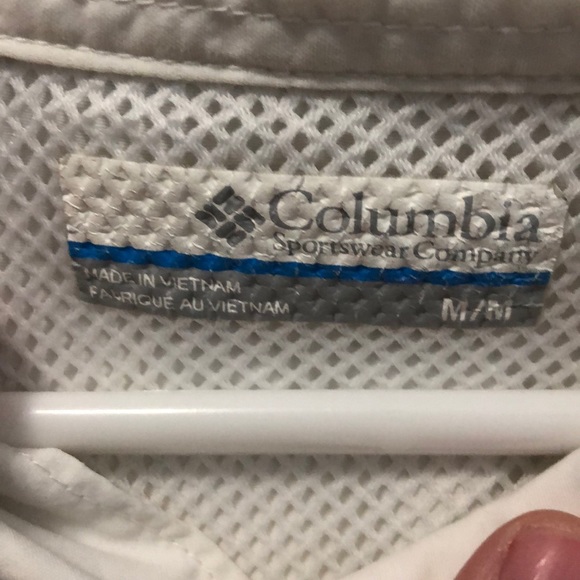 Columbia
Sportswear Company
MADE IN VIETNAM
FABRIQUÉ AU VIETNAM
M/M